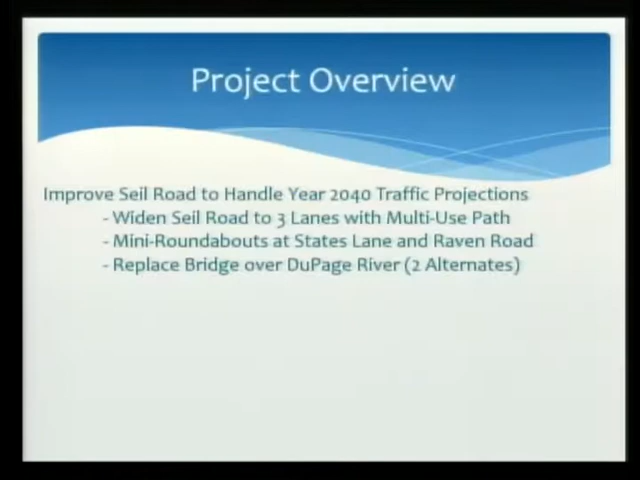 Project Overview
Improve Seil Road to Handle Year 2040 Traffic Projections
- Widen Seil Road to 3 Lanes with Multi-Use Path
- Mini-Roundabouts at States Lane and Raven Road
- Replace Bridge over DuPage River (2 Alternates)